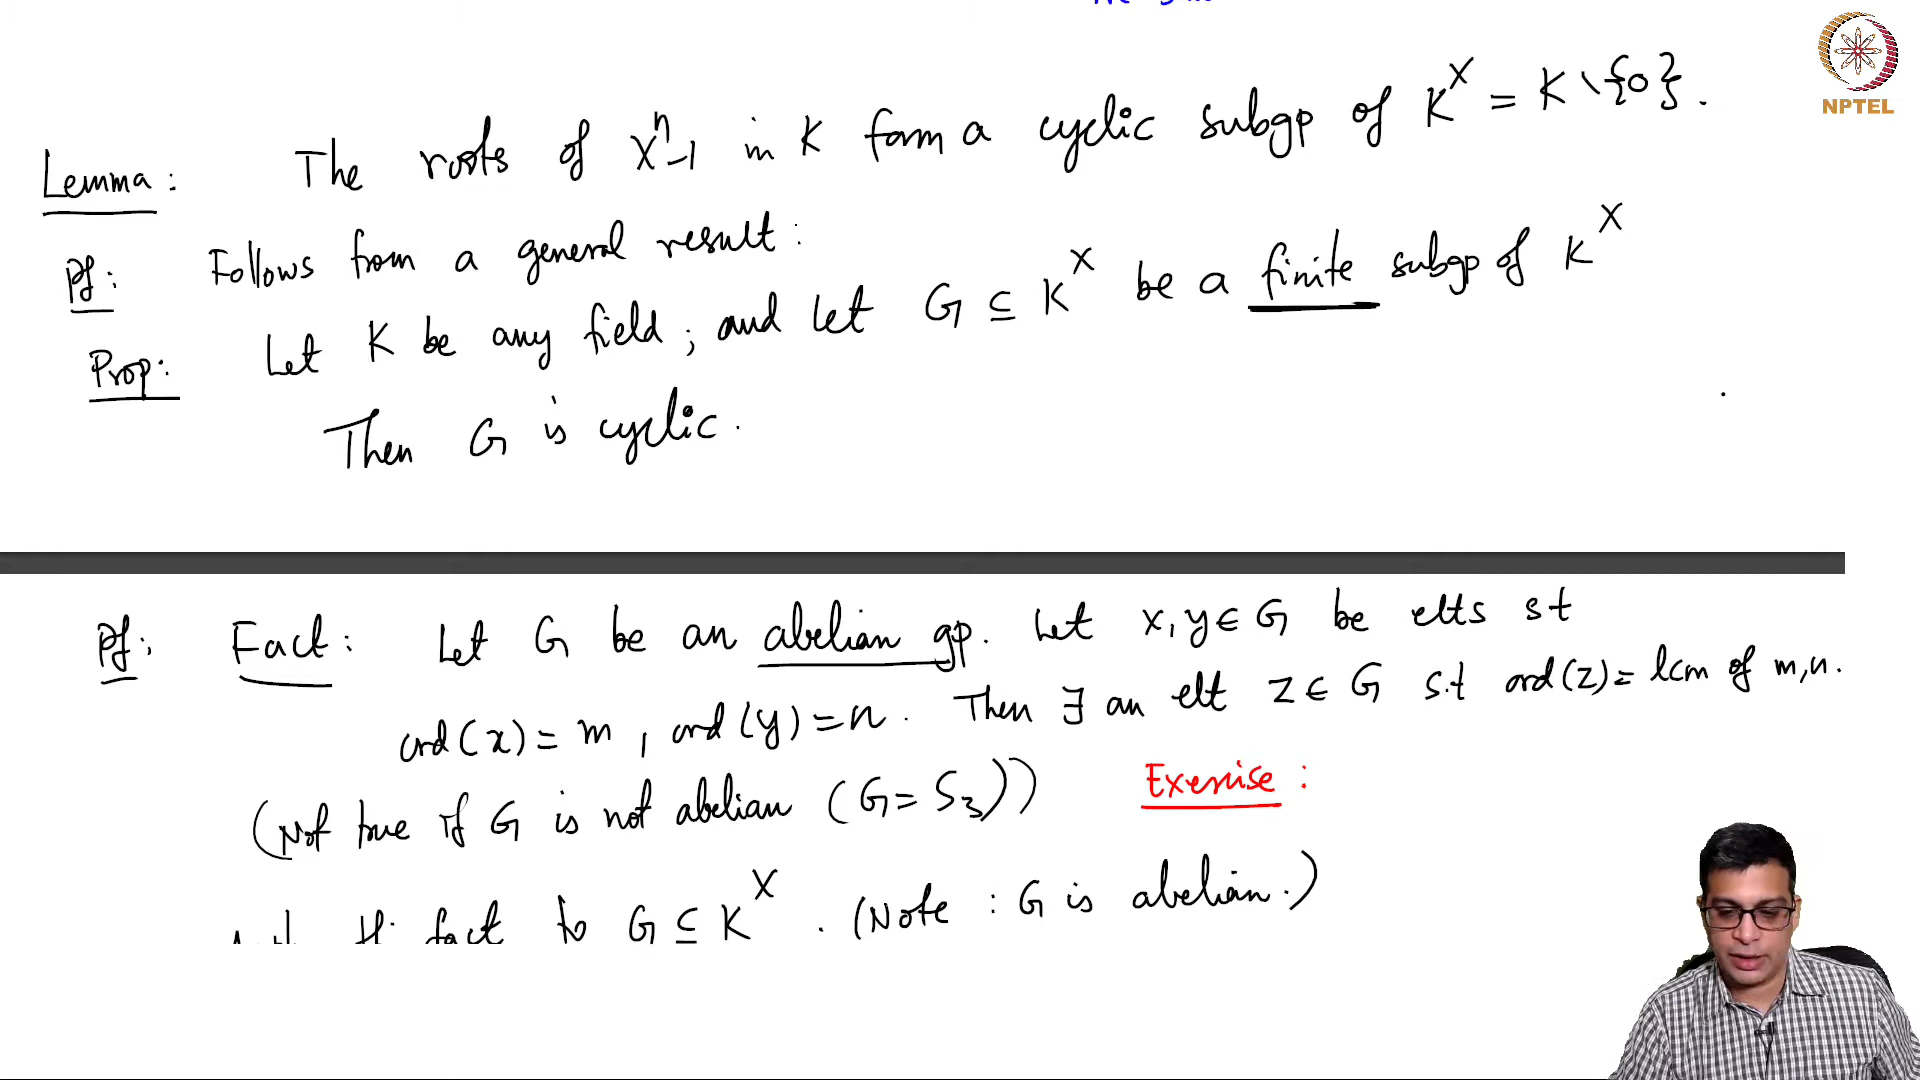 NPTEL
Lemma: The roots of X^n-1 in K form a cyclic subgp of K^X = K \ {0}.
Pf: Follows from a general result:
Prop: Let K be any field; and let G ⊆ K^X be a finite subgp of K^X
Then G is cyclic.
Pf: Fact: Let G be an abelian gp. Let x, y ∈ G be elts st
ord(x) = m, ord(y) = n. Then ∃ an elt z ∈ G s.t ord(z) = lcm of m,n.
(Not true if G is not abelian (G = S_3)) Exercise:
fact to G ⊆ K^X. (Note: G is abelian.)